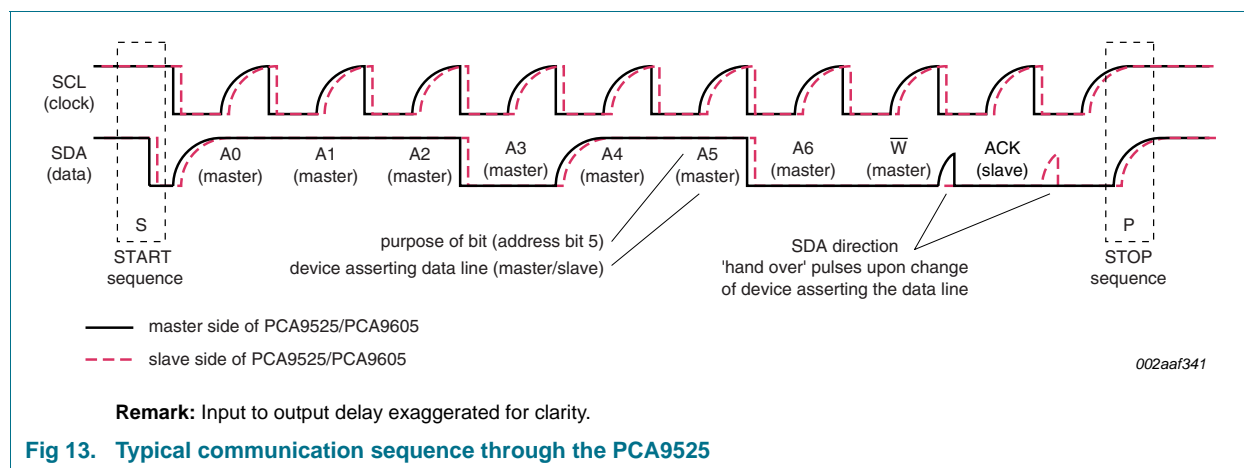 SCL
(clock)
SDA
(data)
A0
(master)
A1
(master)
A2
(master)
A3
(master)
A4
(master)
A5
(master)
A6
(master)
W̅
(master)
ACK
(slave)
S
START
sequence
purpose of bit (address bit 5)
device asserting data line (master/slave)
SDA direction
'hand over' pulses upon change
of device asserting the data line
P
STOP
sequence
master side of PCA9525/PCA9605
slave side of PCA9525/PCA9605
002aaf341
Remark: Input to output delay exaggerated for clarity.
Fig 13. Typical communication sequence through the PCA9525